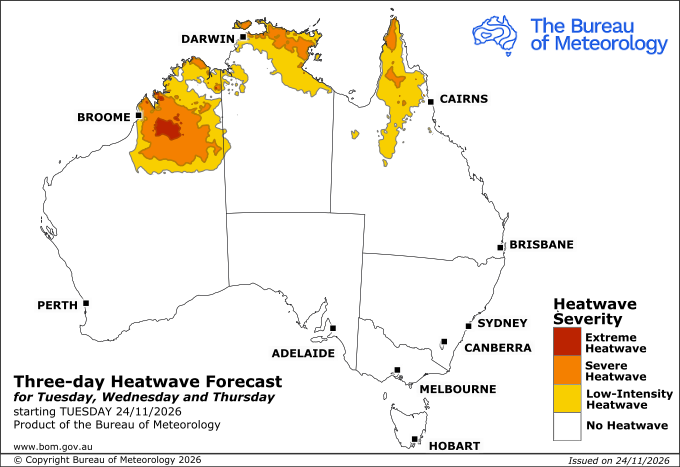 The Bureau
of Meteorology
DARWIN
CAIRNS
BROOME
BRISBANE
PERTH
SYDNEY
CANBERRA
ADELAIDE
MELBOURNE
HOBART
Heatwave
Severity
Extreme
Heatwave
Severe
Heatwave
Low-Intensity
Heatwave
No Heatwave
Three-day Heatwave Forecast
for Tuesday, Wednesday and Thursday
starting TUESDAY 24/11/2026
Product of the Bureau of Meteorology
www.bom.gov.au
© Copyright Bureau of Meteorology 2026
Issued on 24/11/2026